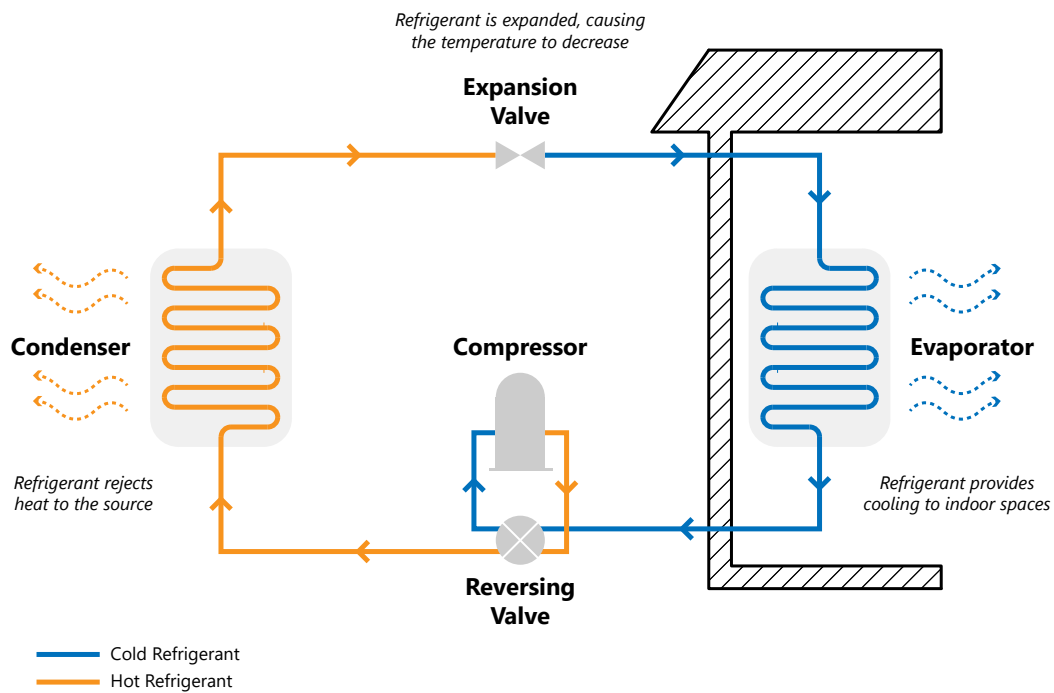 Refrigerant is expanded, causing
the temperature to decrease
Expansion
Valve
Condenser
Compressor
Evaporator
Refrigerant rejects
heat to the source
Refrigerant provides
cooling to indoor spaces
Reversing
Valve
Cold Refrigerant
Hot Refrigerant